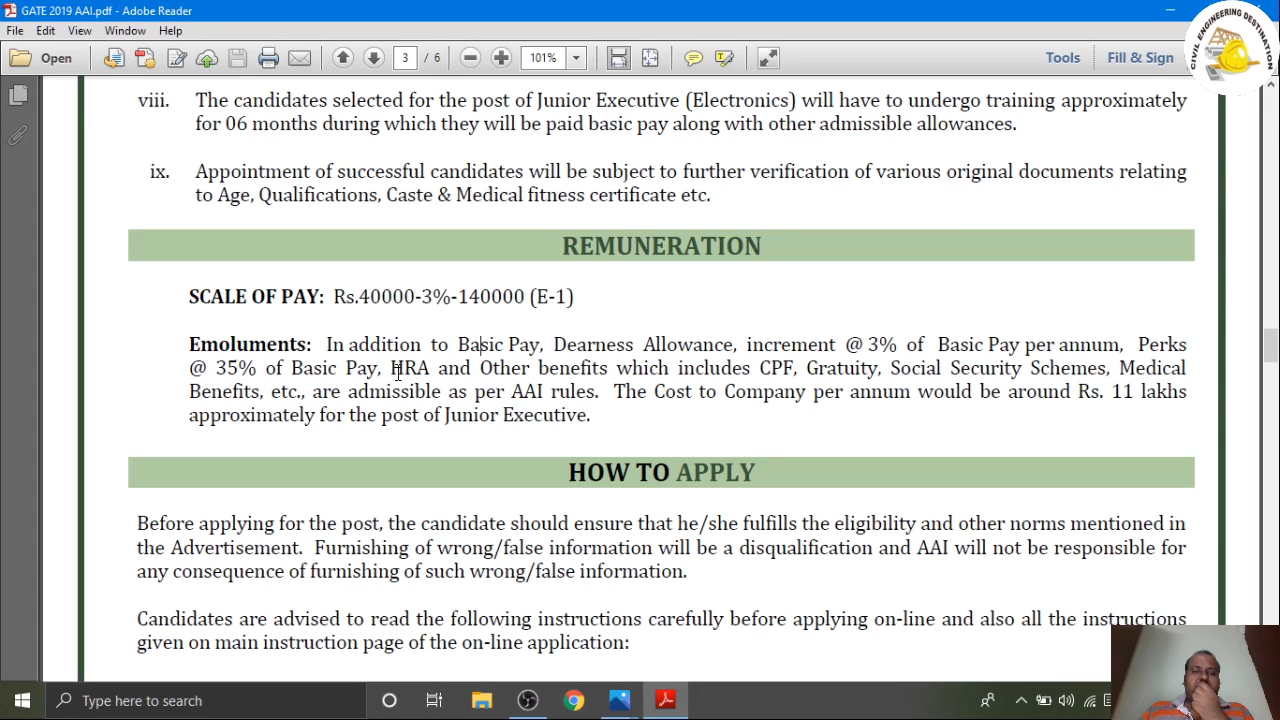 GATE 2019 AAI.pdf - Adobe Reader
File Edit View Window Help
Open 3 / 6 101% Tools Fill & Sign
CIVIL ENGINEERING DESTINATION
viii. The candidates selected for the post of Junior Executive (Electronics) will have to undergo training approximately
for 06 months during which they will be paid basic pay along with other admissible allowances.
ix. Appointment of successful candidates will be subject to further verification of various original documents relating
to Age, Qualifications, Caste & Medical fitness certificate etc.
REMUNERATION
SCALE OF PAY: Rs.40000-3%-140000 (E-1)
Emoluments: In addition to Basic Pay, Dearness Allowance, increment @ 3% of Basic Pay per annum, Perks
@ 35% of Basic Pay, HRA and Other benefits which includes CPF, Gratuity, Social Security Schemes, Medical
Benefits, etc., are admissible as per AAI rules. The Cost to Company per annum would be around Rs. 11 lakhs
approximately for the post of Junior Executive.
HOW TO APPLY
Before applying for the post, the candidate should ensure that he/she fulfills the eligibility and other norms mentioned in
the Advertisement. Furnishing of wrong/false information will be a disqualification and AAI will not be responsible for
any consequence of furnishing of such wrong/false information.
Candidates are advised to read the following instructions carefully before applying on-line and also all the instructions
given on main instruction page of the on-line application:
Type here to search